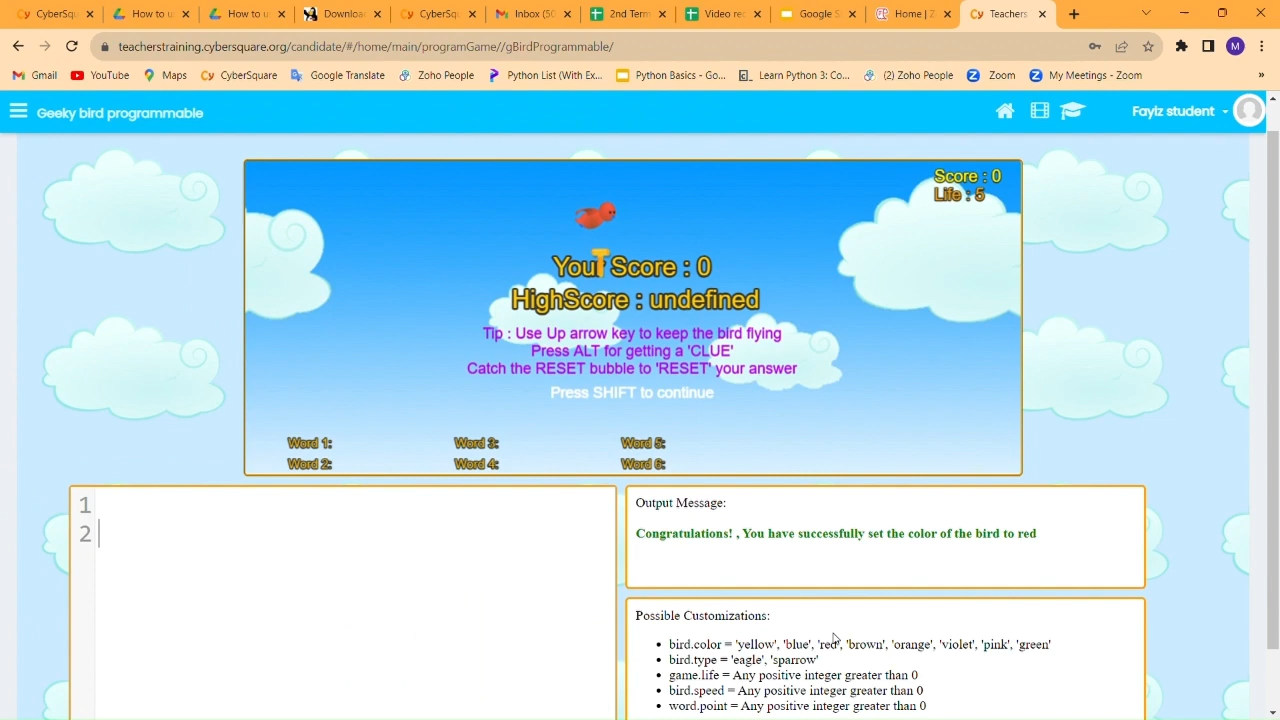 CyberSqu
How to u
How to u
Downloa
CyberSqu
Inbox (50
2nd Term
Video rec
Google S
Home | Z
Teachers
teacherstraining.cybersquare.org/candidate/#/home/main/programGame//gBirdProgrammable/
M
Gmail
YouTube
Maps
CyberSquare
Google Translate
Zoho People
Python List (With Ex...
Python Basics - Go...
Learn Python 3: Co...
(2) Zoho People
Zoom
My Meetings - Zoom
»
Geeky bird programmable
Fayiz student
Score : 0
Life : 5
Your Score : 0
HighScore : undefined
Tip : Use Up arrow key to keep the bird flying
Press ALT for getting a 'CLUE'
Catch the RESET bubble to 'RESET' your answer
Press SHIFT to continue
Word 1: Word 3: Word 5:
Word 2: Word 4: Word 6:
1
2
Output Message:
Congratulations! , You have successfully set the color of the bird to red
Possible Customizations:
bird.color = 'yellow', 'blue', 'red', 'brown', 'orange', 'violet', 'pink', 'green'
bird.type = 'eagle', 'sparrow'
game.life = Any positive integer greater than 0
bird.speed = Any positive integer greater than 0
word.point = Any positive integer greater than 0